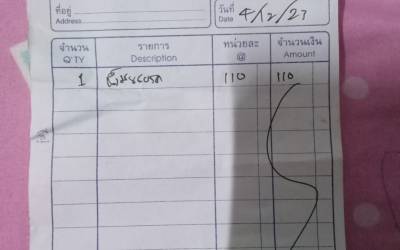 ที่อยู่ วันที่ 4/12/23
Address Date
จำนวน รายการ หน่วยละ จำนวนเงิน
Q'TY Description @ Amount
1 110 110